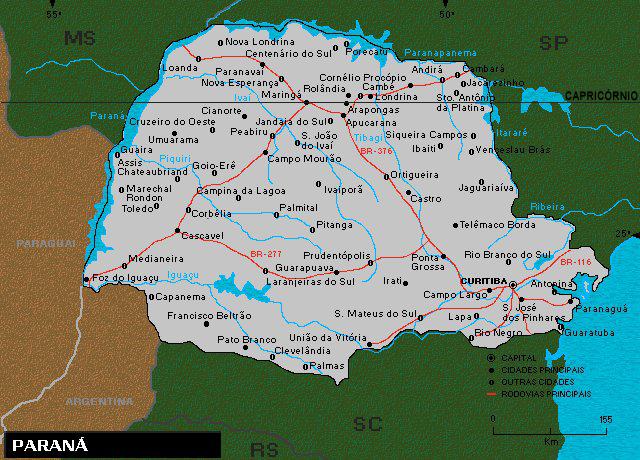 55°
50°
MS
SP
Nova Londrina
Centenário do Sul
Porecatu
Paranapanema
Loanda
Paranavaí
Cornélio Procópio
Andirá
Cambará
Nova Esperança
Rolândia
Cambé
Jacarezinho
Ivaí
Maringá
Londrina
Sto. Antônio
da Platina
CAPRICÓRNIO
Paraná
Cianorte
Arapongas
Cruzeiro do Oeste
Jandaia do Sul
Apucarana
Umuarama
Peabiru
S. João
do Ivaí
Tibagi
Siqueira Campos
Itararé
Guaíra
Piquiri
Campo Mourão
BR-376
Ibaiti
Venceslau Brás
Assis
Chateaubriand
Goio-Erê
Ortigueira
Marechal
Rondon
Campina da Lagoa
Ivaiporã
Castro
Jaguariaíva
Toledo
Corbélia
Palmital
Ribeira
Pitanga
Telêmaco Borda
25°
PARAGUAI
Cascavel
Medianeira
BR-277
Prudentópolis
Ponta
Grossa
Rio Branco do Sul
BR-116
Foz do Iguaçu
Iguaçu
Guarapuava
Laranjeiras do Sul
Irati
CURITIBA
Antonina
Capanema
Campo Largo
S. José
dos Pinhares
Paranaguá
Francisco Beltrão
S. Mateus do Sul
Lapa
Pato Branco
União da Vitória
Rio Negro
Guaratuba
Clevelândia
Palmas
CAPITAL
CIDADES PRINCIPAIS
OUTRAS CIDADES
RODOVIAS PRINCIPAIS
ARGENTINA
SC
0 155
Km
PARANÁ
RS